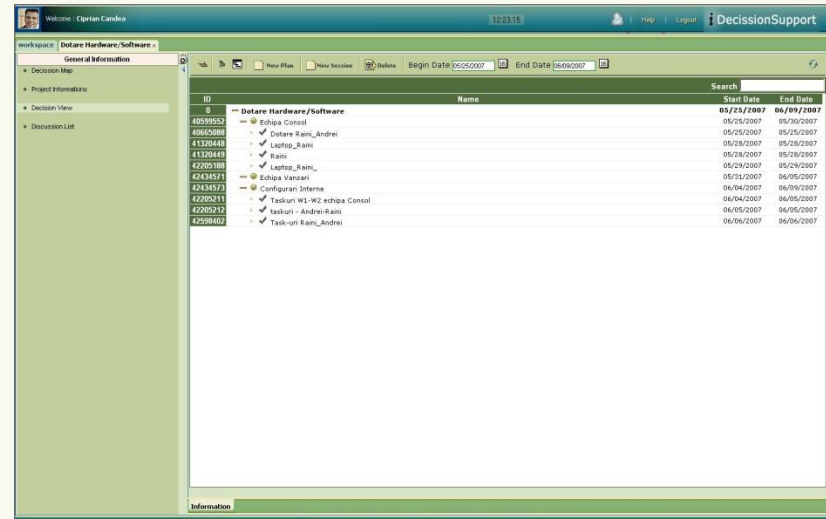 Welcome : Ciprian Candea
12:23:15
Help | Logout
iDecissionSupport
workspace
Dotare Hardware/Software x
General Information
Decission Map
Project Informations
Decision View
Discussion List
New Plan
New Session
Delete
Begin Date 05/25/2007
End Date 06/09/2007
Search
ID Name Start Date End Date
0 Dotare Hardware/Software 05/25/2007 06/09/2007
40599552 Echipa Consol 05/25/2007 05/30/2007
40665088 Dotare Raini_Andrei 05/25/2007 05/25/2007
41320448 Laptop_Raini 05/28/2007 05/28/2007
41320449 Raini 05/28/2007 05/28/2007
42205188 Laptop_Raini_ 05/29/2007 05/29/2007
42434571 Echipa Vanzari 05/31/2007 06/05/2007
42434573 Configurari Interne 06/04/2007 06/09/2007
42205211 Taskuri W1-W2 echipa Consol 06/04/2007 06/05/2007
42205212 taskuri - Andrei-Raini 06/05/2007 06/05/2007
42598402 Task-uri Raini_Andrei 06/06/2007 06/06/2007
Information